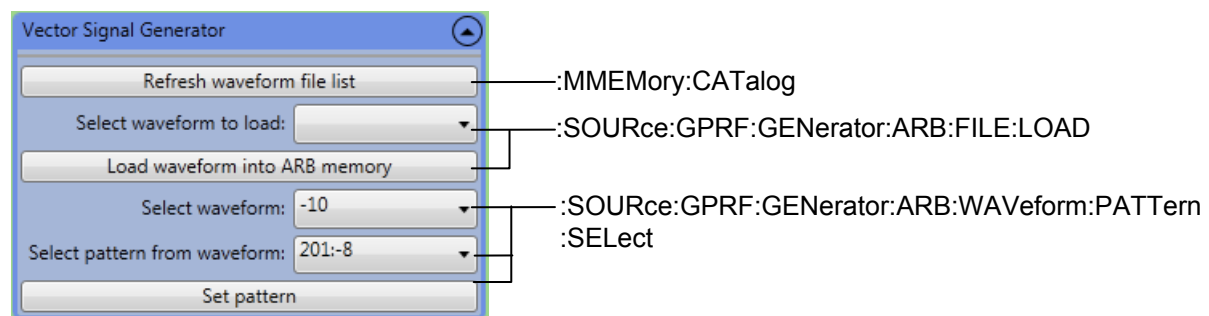 Vector Signal Generator
Refresh waveform file list
:MMEMory:CATalog
Select waveform to load:
:SOURce:GPRF:GENerator:ARB:FILE:LOAD
Load waveform into ARB memory
Select waveform: -10
:SOURce:GPRF:GENerator:ARB:WAVeform:PATTern
:SELect
Select pattern from waveform: 201:-8
Set pattern